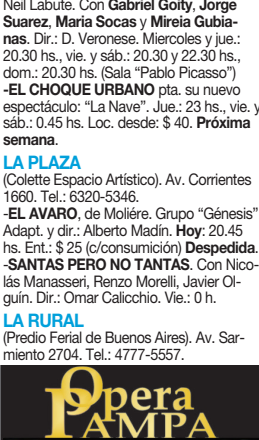 Neil Labute. Con Gabriel Goity, Jorge
Suarez, Maria Socas y Mireia Gubia-
nas. Dir.: D. Veronese. Miercoles y jue.:
20.30 hs., vie. y sáb.: 20.30 y 22.30 hs.,
dom.: 20.30 hs. (Sala “Pablo Picasso”)
-EL CHOQUE URBANO pta. su nuevo
espectáculo: “La Nave”. Jue.: 23 hs., vie. y
sáb.: 0.45 hs. Loc. desde: $ 40. Próxima
semana.
LA PLAZA
(Colette Espacio Artístico). Av. Corrientes
1660. Tel.: 6320-5346.
-EL AVARO, de Moliére. Grupo “Génesis”
Adapt. y dir.: Alberto Madín. Hoy: 20.45
hs. Ent.: $ 25 (c/consumición) Despedida.
-SANTAS PERO NO TANTAS. Con Nico-
lás Manasseri, Renzo Morelli, Javier Ol-
guín. Dir.: Omar Calicchio. Vie.: 0 h.
LA RURAL
(Predio Ferial de Buenos Aires). Av. Sar-
miento 2704. Tel.: 4777-5557.
Opera
PAMPA